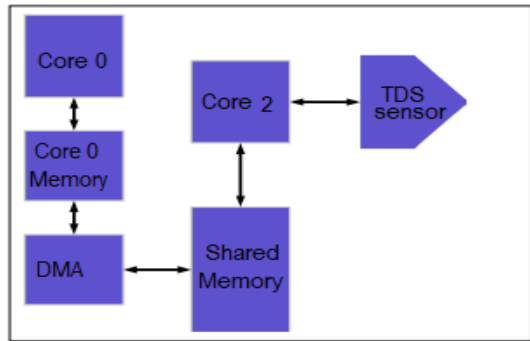 Core 0
Core 0
Memory
DMA
Core 2
Shared
Memory
TDS
sensor